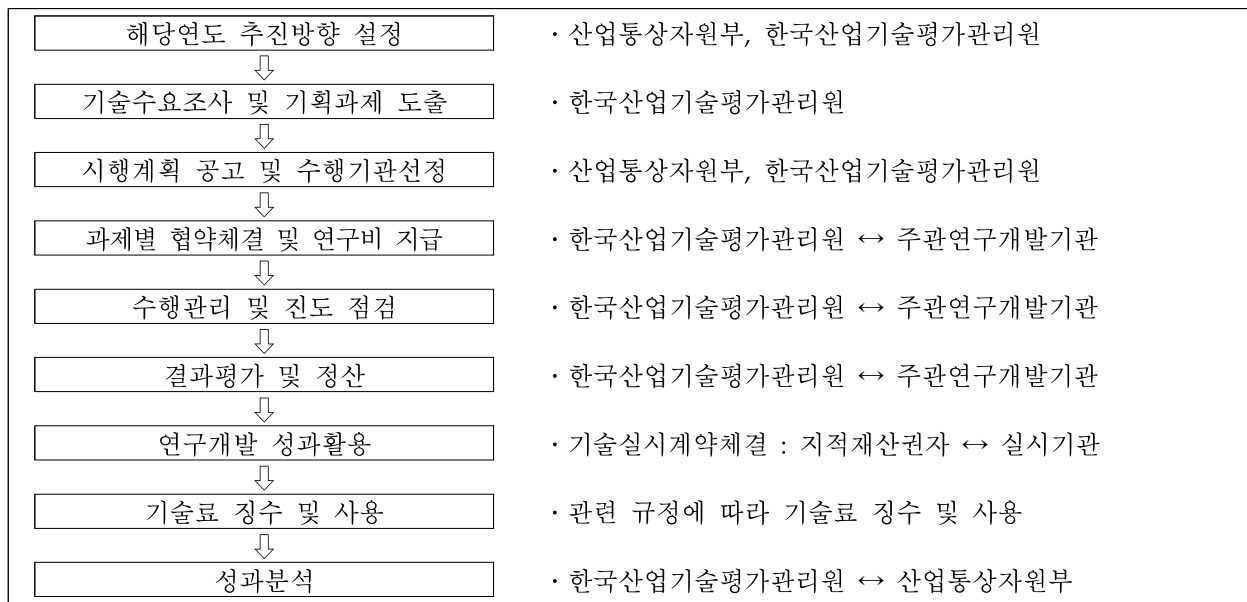 해당연도 추진방향 설정 · 산업통상자원부, 한국산업기술평가관리원
⇩
기술수요조사 및 기획과제 도출 · 한국산업기술평가관리원
⇩
시행계획 공고 및 수행기관선정 · 산업통상자원부, 한국산업기술평가관리원
⇩
과제별 협약체결 및 연구비 지급 · 한국산업기술평가관리원 ↔ 주관연구개발기관
⇩
수행관리 및 진도 점검 · 한국산업기술평가관리원 ↔ 주관연구개발기관
⇩
결과평가 및 정산 · 한국산업기술평가관리원 ↔ 주관연구개발기관
⇩
연구개발 성과활용 · 기술실시계약체결 : 지적재산권자 ↔ 실시기관
⇩
기술료 징수 및 사용 · 관련 규정에 따라 기술료 징수 및 사용
⇩
성과분석 · 한국산업기술평가관리원 ↔ 산업통상자원부